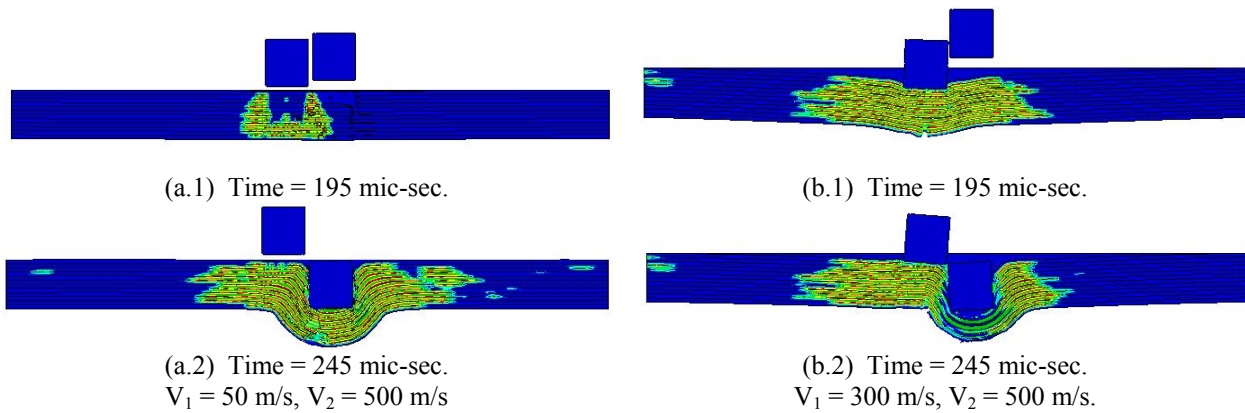 (a.1) Time = 195 mic-sec.
(b.1) Time = 195 mic-sec.
(a.2) Time = 245 mic-sec.
V₁ = 50 m/s, V₂ = 500 m/s
(b.2) Time = 245 mic-sec.
V₁ = 300 m/s, V₂ = 500 m/s.